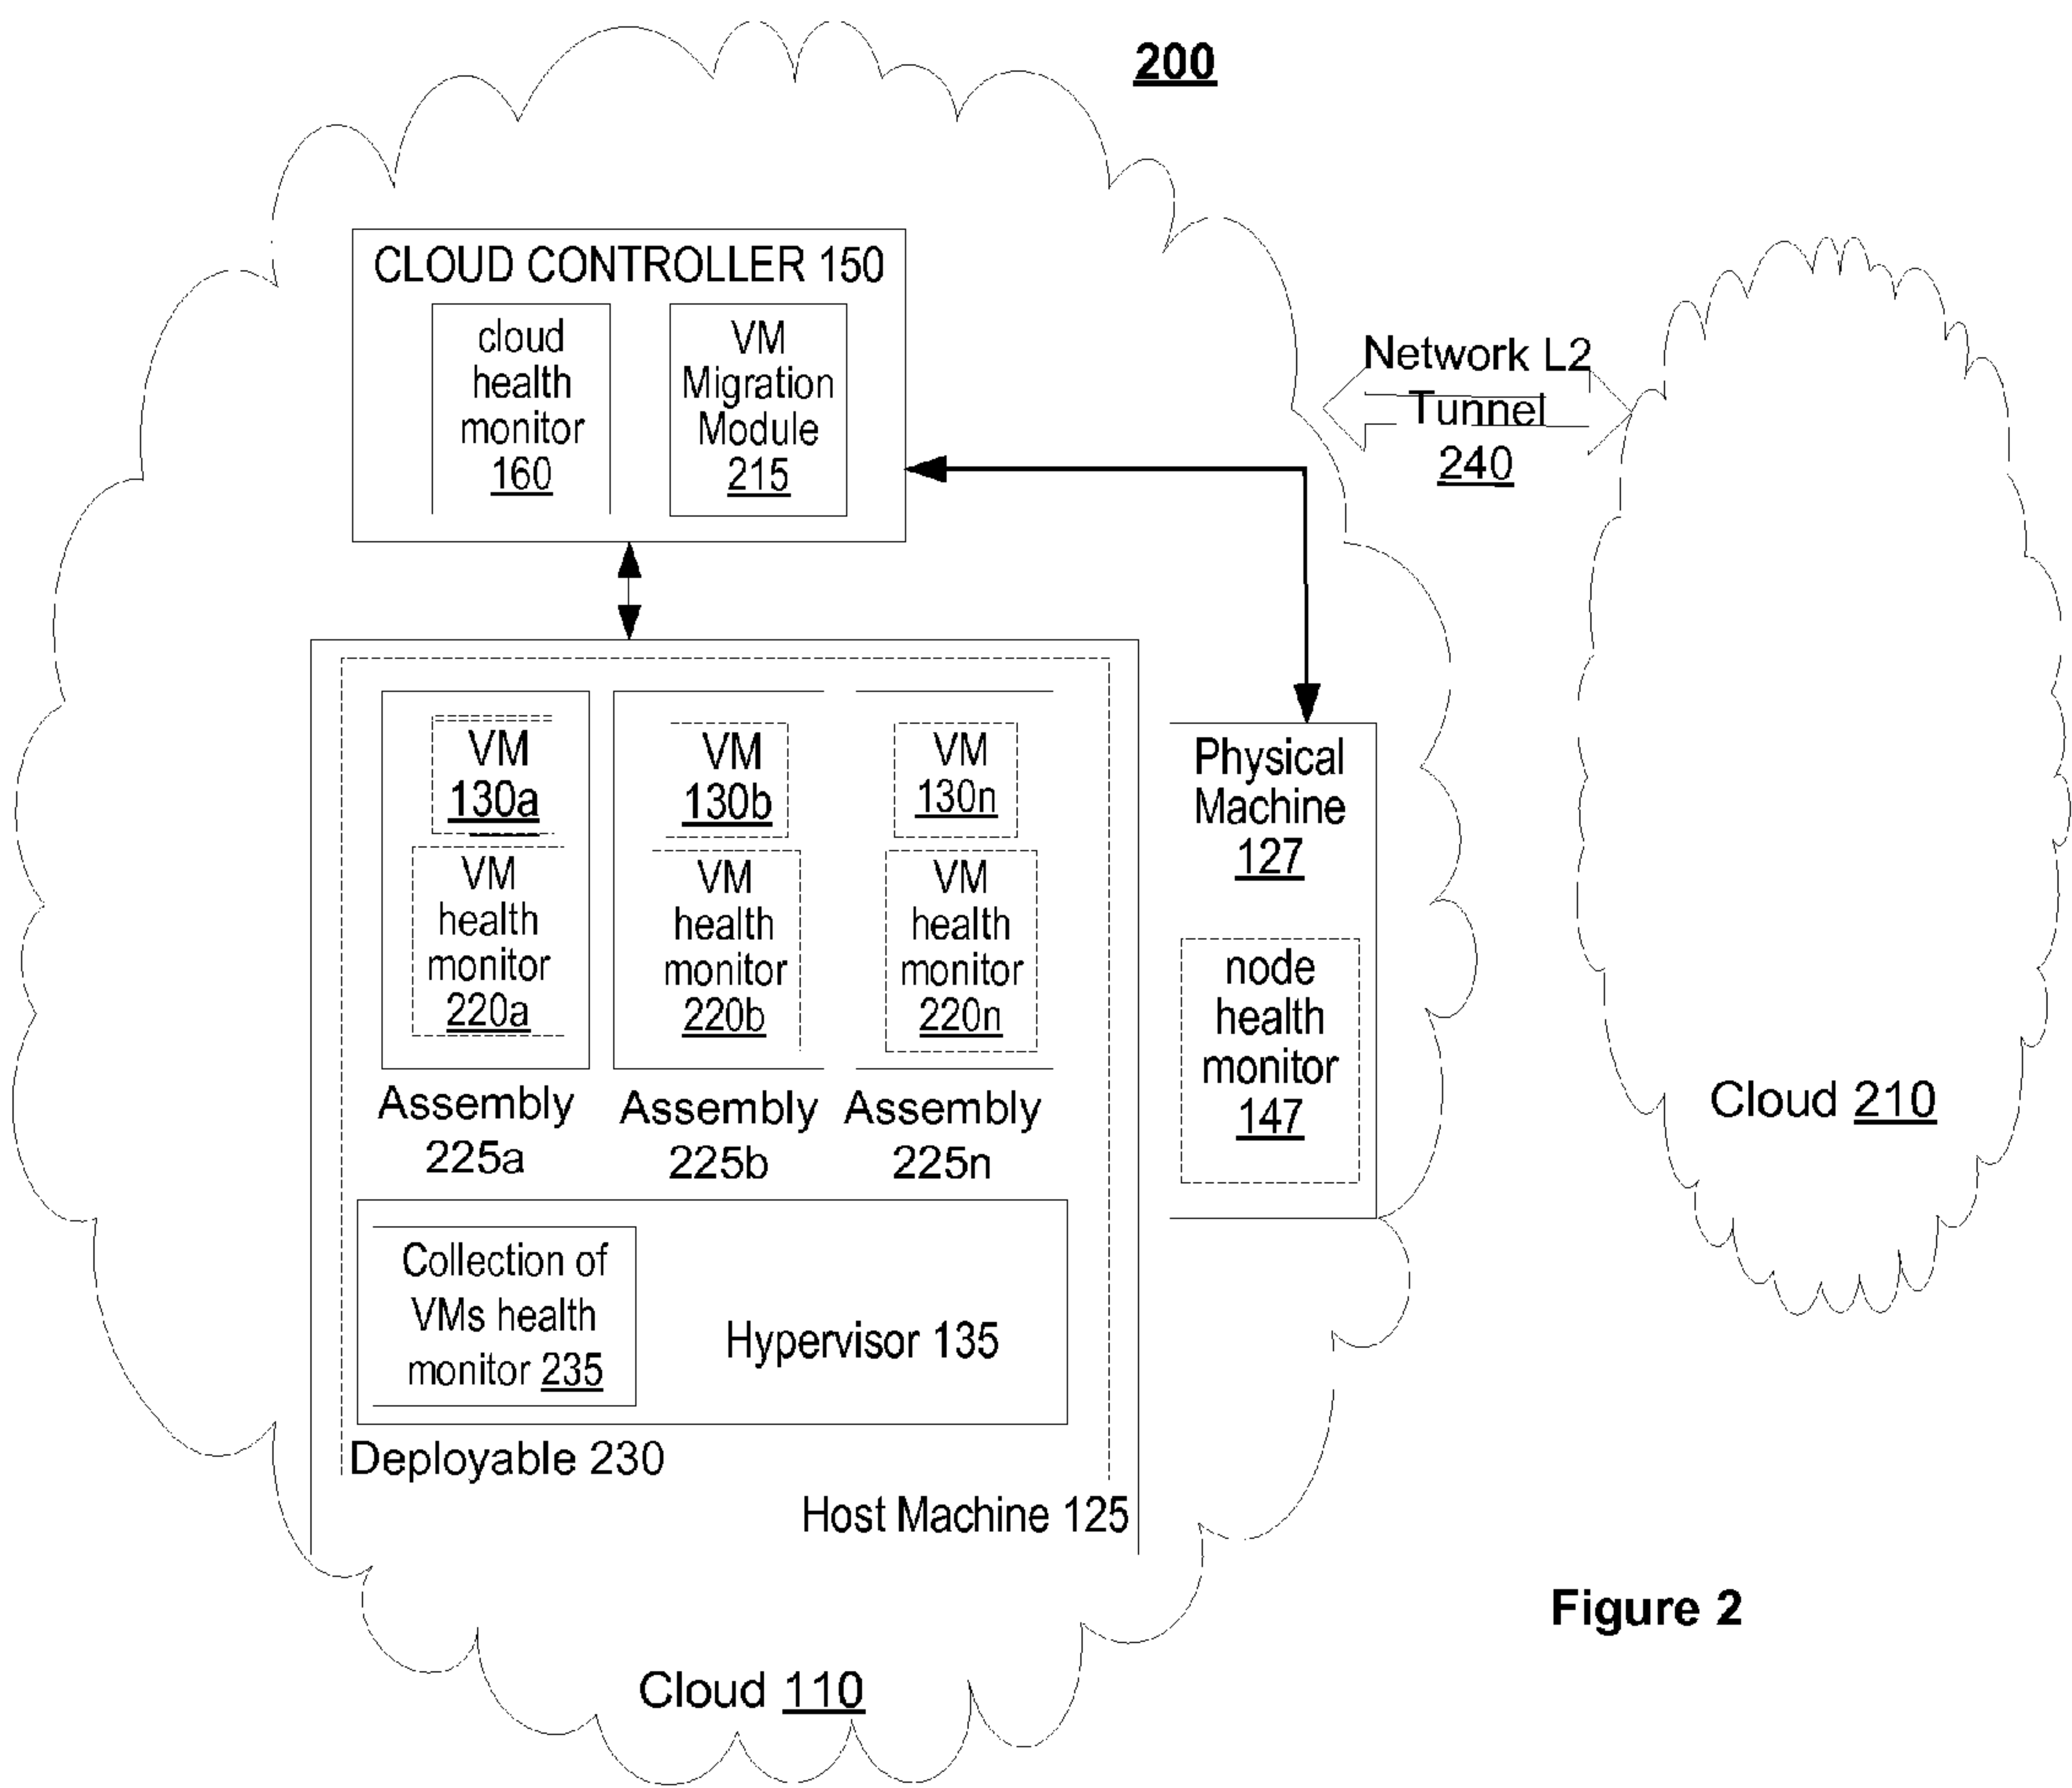 200
CLOUD CONTROLLER 150
cloud
health
monitor
160
VM
Migration
Module
215
Network L2
Tunnel
240
VM
130a
VM
health
monitor
220a
Assembly
225a
VM
130b
VM
health
monitor
220b
Assembly
225b
VM
130n
VM
health
monitor
220n
Assembly
225n
Physical
Machine
127
node
health
monitor
147
Collection of
VMs health
monitor 235
Hypervisor 135
Deployable 230
Host Machine 125
Cloud 110
Cloud 210
Figure 2